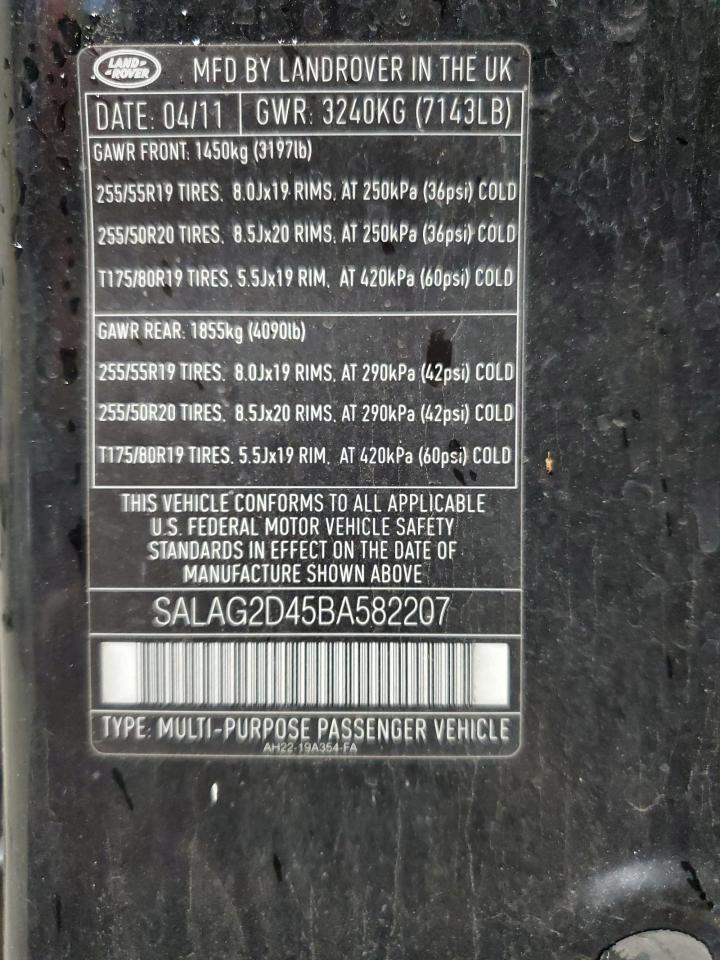 LAND-
-ROVER
MFD BY LANDROVER IN THE UK
DATE: 04/11 GWR: 3240KG (7143LB)
GAWR FRONT: 1450kg (3197lb)
255/55R19 TIRES. 8.0Jx19 RIMS. AT 250kPa (36psi) COLD
255/50R20 TIRES. 8.5Jx20 RIMS. AT 250kPa (36psi) COLD
T175/80R19 TIRES. 5.5Jx19 RIM. AT 420kPa (60psi) COLD
GAWR REAR: 1855kg (4090lb)
255/55R19 TIRES. 8.0Jx19 RIMS. AT 290kPa (42psi) COLD
255/50R20 TIRES. 8.5Jx20 RIMS. AT 290kPa (42psi) COLD
T175/80R19 TIRES. 5.5Jx19 RIM. AT 420kPa (60psi) COLD
THIS VEHICLE CONFORMS TO ALL APPLICABLE
U.S. FEDERAL MOTOR VEHICLE SAFETY
STANDARDS IN EFFECT ON THE DATE OF
MANUFACTURE SHOWN ABOVE
SALAG2D45BA582207
TYPE: MULTI-PURPOSE PASSENGER VEHICLE
AH22-19A354-FA